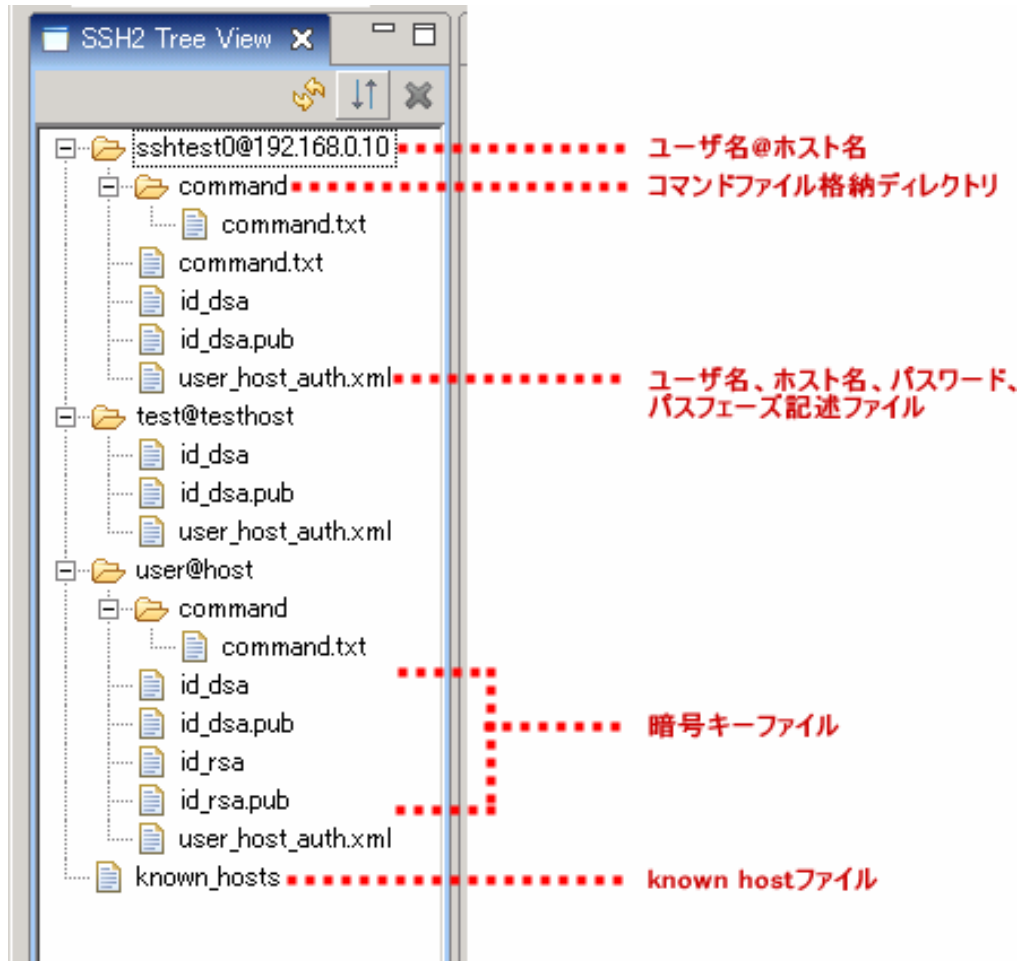 SSH2 Tree View
sshtest0@192.168.0.10 ユーザ名@ホスト名
command コマンドファイル格納ディレクトリ
command.txt
command.txt
id_dsa
id_dsa.pub
user_host_auth.xml ユーザ名、ホスト名、パスワード、
パスフェーズ記述ファイル
test@testhost
id_dsa
id_dsa.pub
user_host_auth.xml
user@host
command
command.txt
id_dsa
id_dsa.pub 暗号キーファイル
id_rsa
id_rsa.pub
user_host_auth.xml
known_hosts known hostファイル